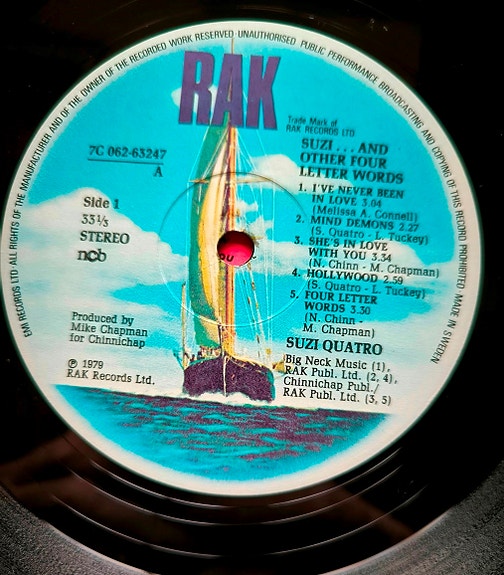 EMI RECORDS LTD· ALL RIGHTS OF THE MANUFACTURER AND OF THE OWNER OF THE RECORDED WORK RESERVED UNAUTHORISED PUBLIC PERFORMANCE BROADCASTING AND COPYING OF THIS RECORD PROHIBITED MADE IN SWEDEN
RAK
Trade Mark of
RAK RECORDS LTD
7C 062-63247
A
Side 1
33⅓
STEREO
ncb
SUZI . . . AND
OTHER FOUR
LETTER WORDS
1. I'VE NEVER BEEN
IN LOVE 3.04
(Melissa A. Connell)
2. MIND DEMONS 2.27
(S. Quatro - L. Tuckey)
3. SHE'S IN LOVE
WITH YOU 3.34
(N. Chinn - M. Chapman)
4. HOLLYWOOD 2.59
(S. Quatro - L. Tuckey)
5. FOUR LETTER
WORDS 3.30
(N. Chinn -
M. Chapman)
SUZI QUATRO
Big Neck Music (1),
RAK Publ. Ltd. (2, 4),
Chinnichap Publ./
RAK Publ. Ltd. (3, 5)
Produced by
Mike Chapman
for Chinnichap
℗ 1979
RAK Records Ltd.